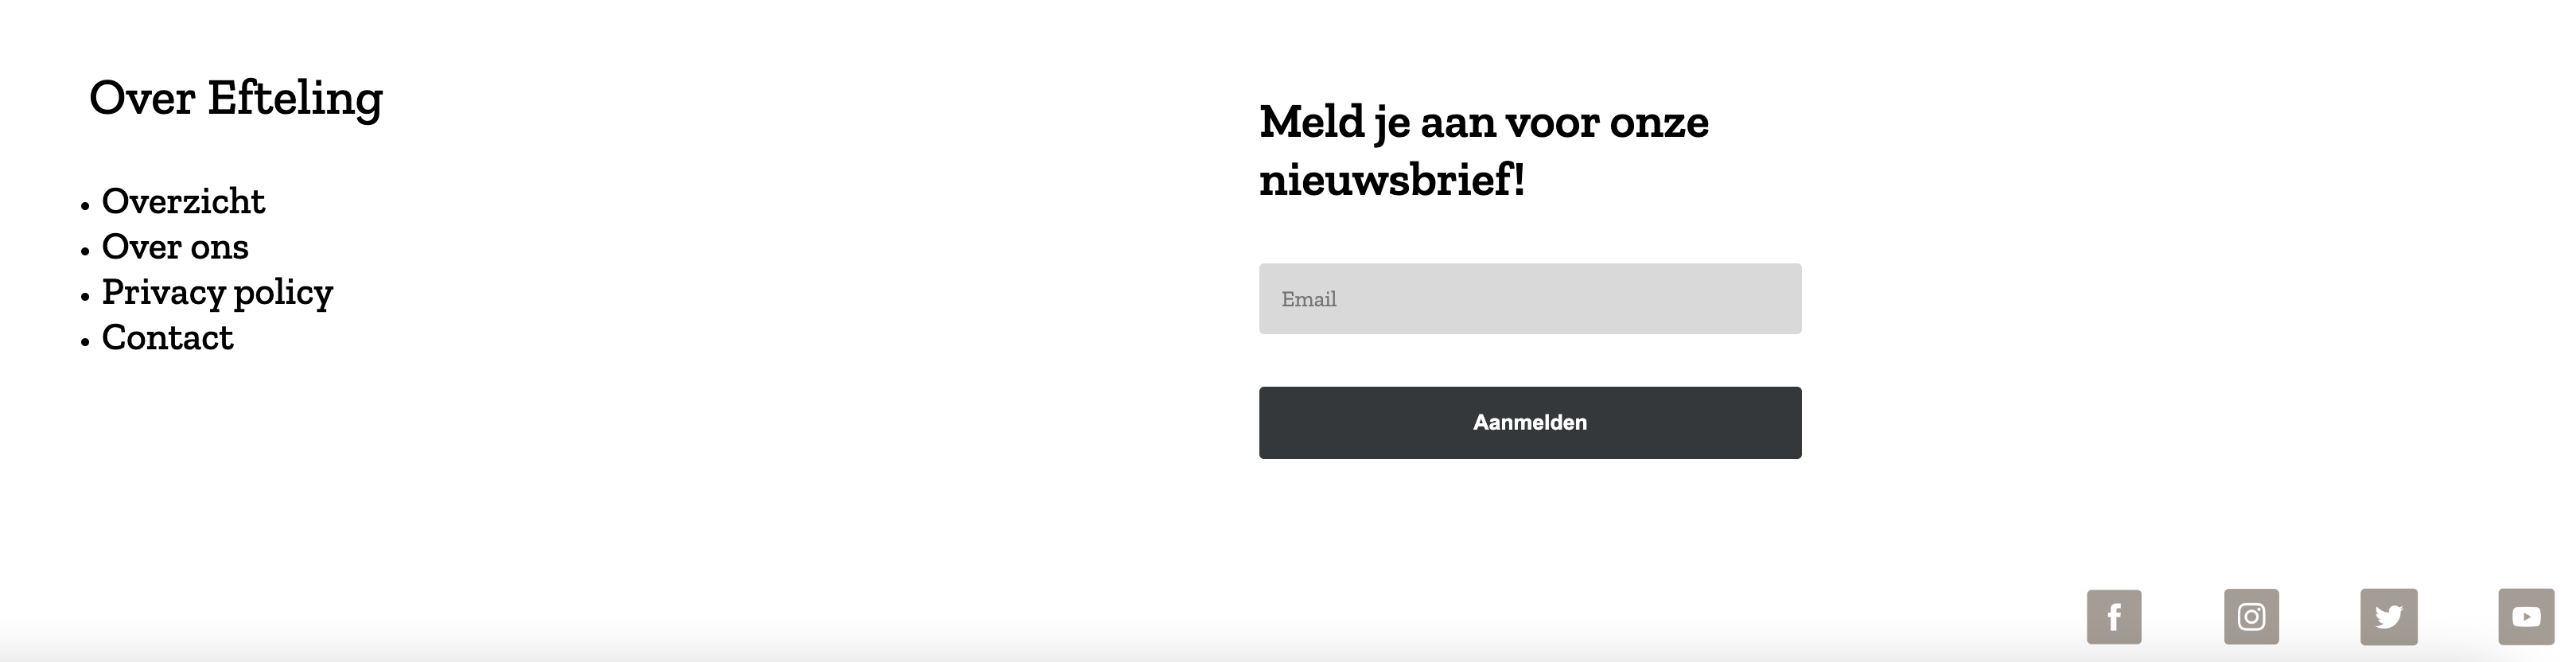 Over Efteling
Overzicht
Over ons
Privacy policy
Contact
Meld je aan voor onze
nieuwsbrief!
Email
Aanmelden